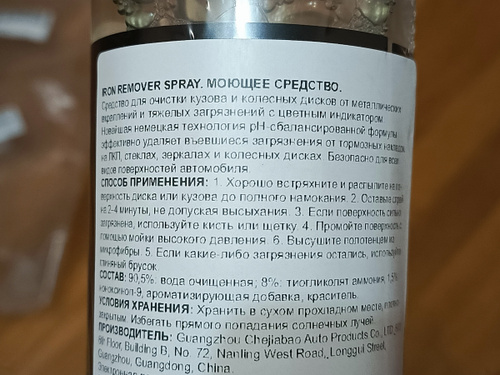 IRON REMOVER SPRAY. МОЮЩЕЕ СРЕДСТВО.
Средство для очистки кузова и колесных дисков от металлических
вкраплений и тяжелых загрязнений с цветным индикатором.
Новейшая немецкая технология pH-сбалансированной формулы
эффективно удаляет въевшиеся загрязнения от тормозных колодок
на ЛКП, стеклах, зеркалах и колесных дисках. Безопасно для всех
видов поверхностей автомобиля.
СПОСОБ ПРИМЕНЕНИЯ: 1. Хорошо встряхните и распылите на по-
верхность диска или кузова до полного намокания. 2. Оставьте
на 2-4 минуты, не допуская высыхания. 3. Если поверхность сильно
загрязнена, используйте кисть или щетку. 4. Промойте поверхность с
помощью мойки высокого давления. 6. Высушите полотенцем из
микрофибры. 5. Если какие-либо загрязнения остались, используйте
глиняный брусок.
СОСТАВ: 90,5%: вода очищенная; 8%: тиогликолят аммония, 1,5%
ноноксинол-9, ароматизирующая добавка, краситель.
УСЛОВИЯ ХРАНЕНИЯ: Хранить в сухом прохладном месте,
закрытым. Избегать прямого попадания солнечных лучей.
ПРОИЗВОДИТЕЛЬ: Guangzhou Chejiabao Auto Products Co., LTD,
Floor, Building B, No. 72, Nanling West Road, Longgui Street,
Guangzhou, Guangdong, China.
Электронная